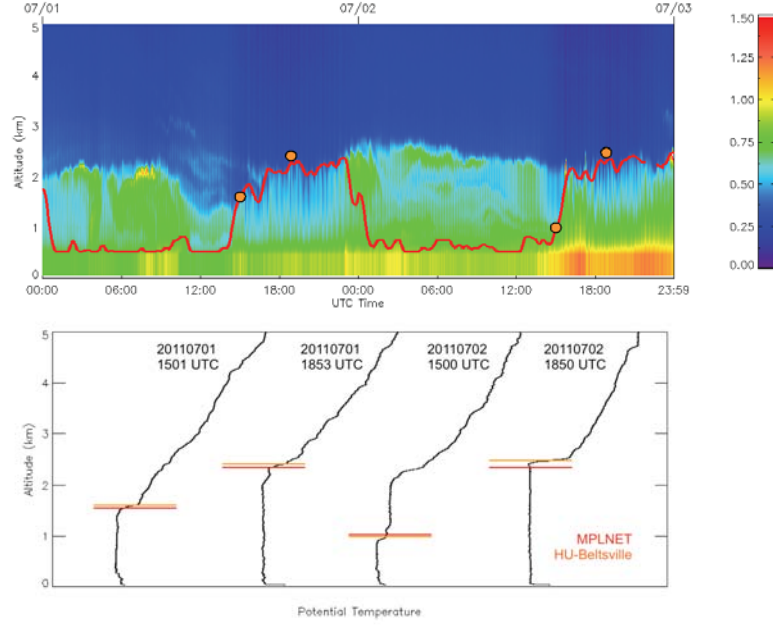 07/01 07/02 07/03
5
4
3
2
1
0
Altitude (km)
00:00 06:00 12:00 18:00 00:00 06:00 12:00 18:00 23:59
UTC Time
1.50
1.25
1.00
0.75
0.50
0.25
0.00
20110701 20110701 20110702 20110702
1501 UTC 1853 UTC 1500 UTC 1850 UTC
5
4
3
2
1
0
Altitude (km)
MPLNET
HU-Beltsville
Potential Temperature